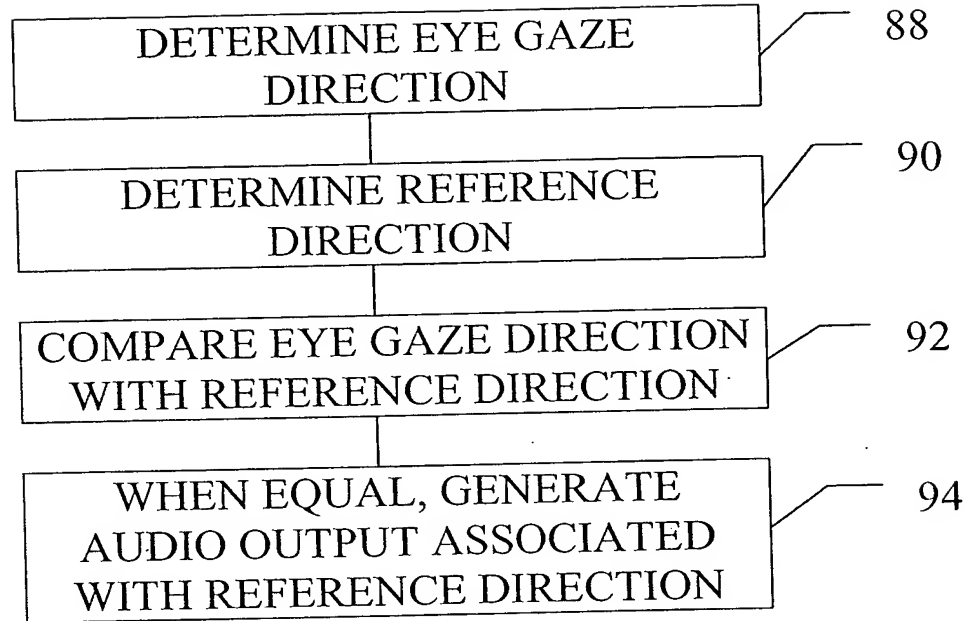 DETERMINE EYE GAZE
DIRECTION
88
DETERMINE REFERENCE
DIRECTION
90
COMPARE EYE GAZE DIRECTION
WITH REFERENCE DIRECTION
92
WHEN EQUAL, GENERATE
AUDIO OUTPUT ASSOCIATED
WITH REFERENCE DIRECTION
94